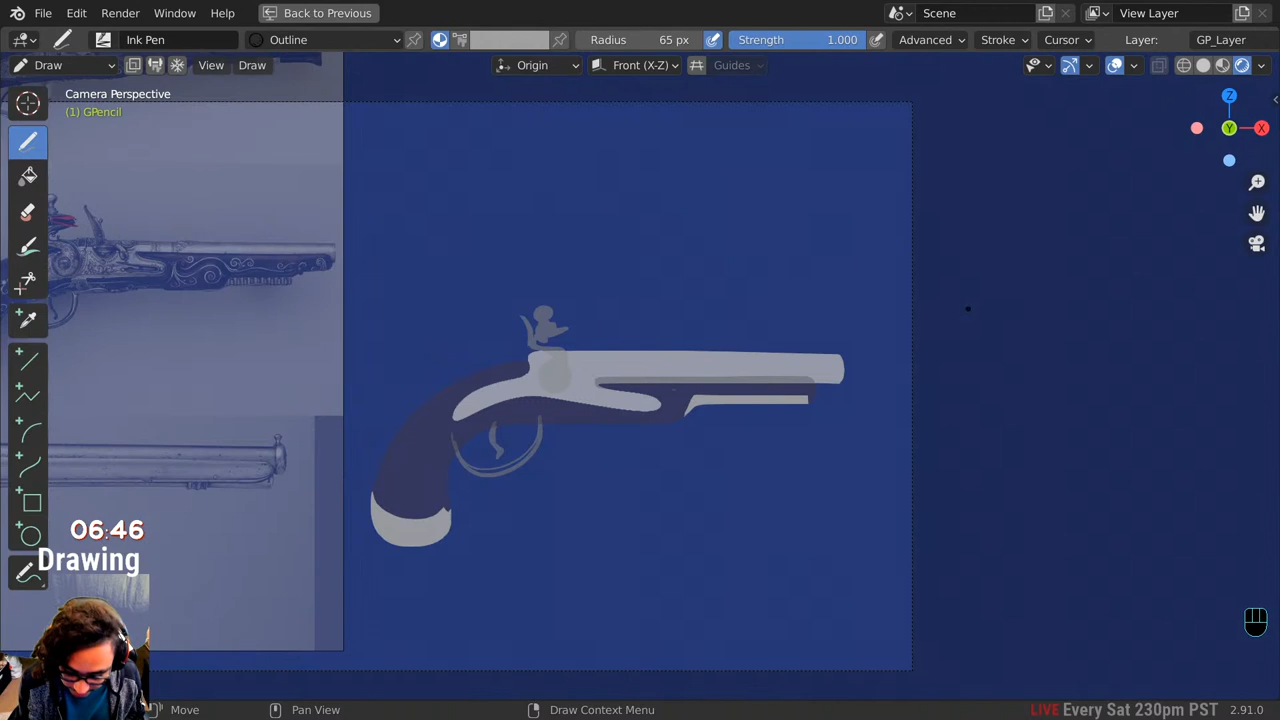 File Edit Render Window Help Back to Previous Scene View Layer
Ink Pen Outline Radius 65 px Strength 1.000 Advanced Stroke Cursor Layer: GP_Layer
Draw View Draw Origin Front (X-Z) Guides
Camera Perspective
(1) GPencil
Z
Y
X
06:46
Drawing
Move Pan View Draw Context Menu LIVE Every Sat 230pm PST 2.91.0